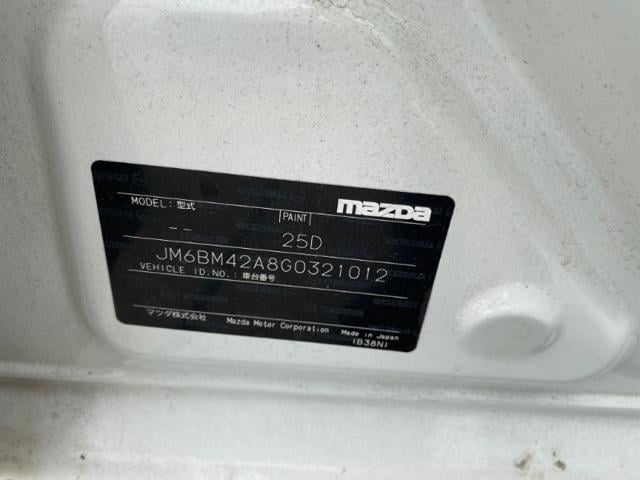 mazda
MODEL: 型式
PAINT
-- 25D
JM6BM42A8G0321012
VEHICLE ID.NO.: 車台番号
マツダ株式会社 Mazda Motor Corporation Made in Japan
(B38N)